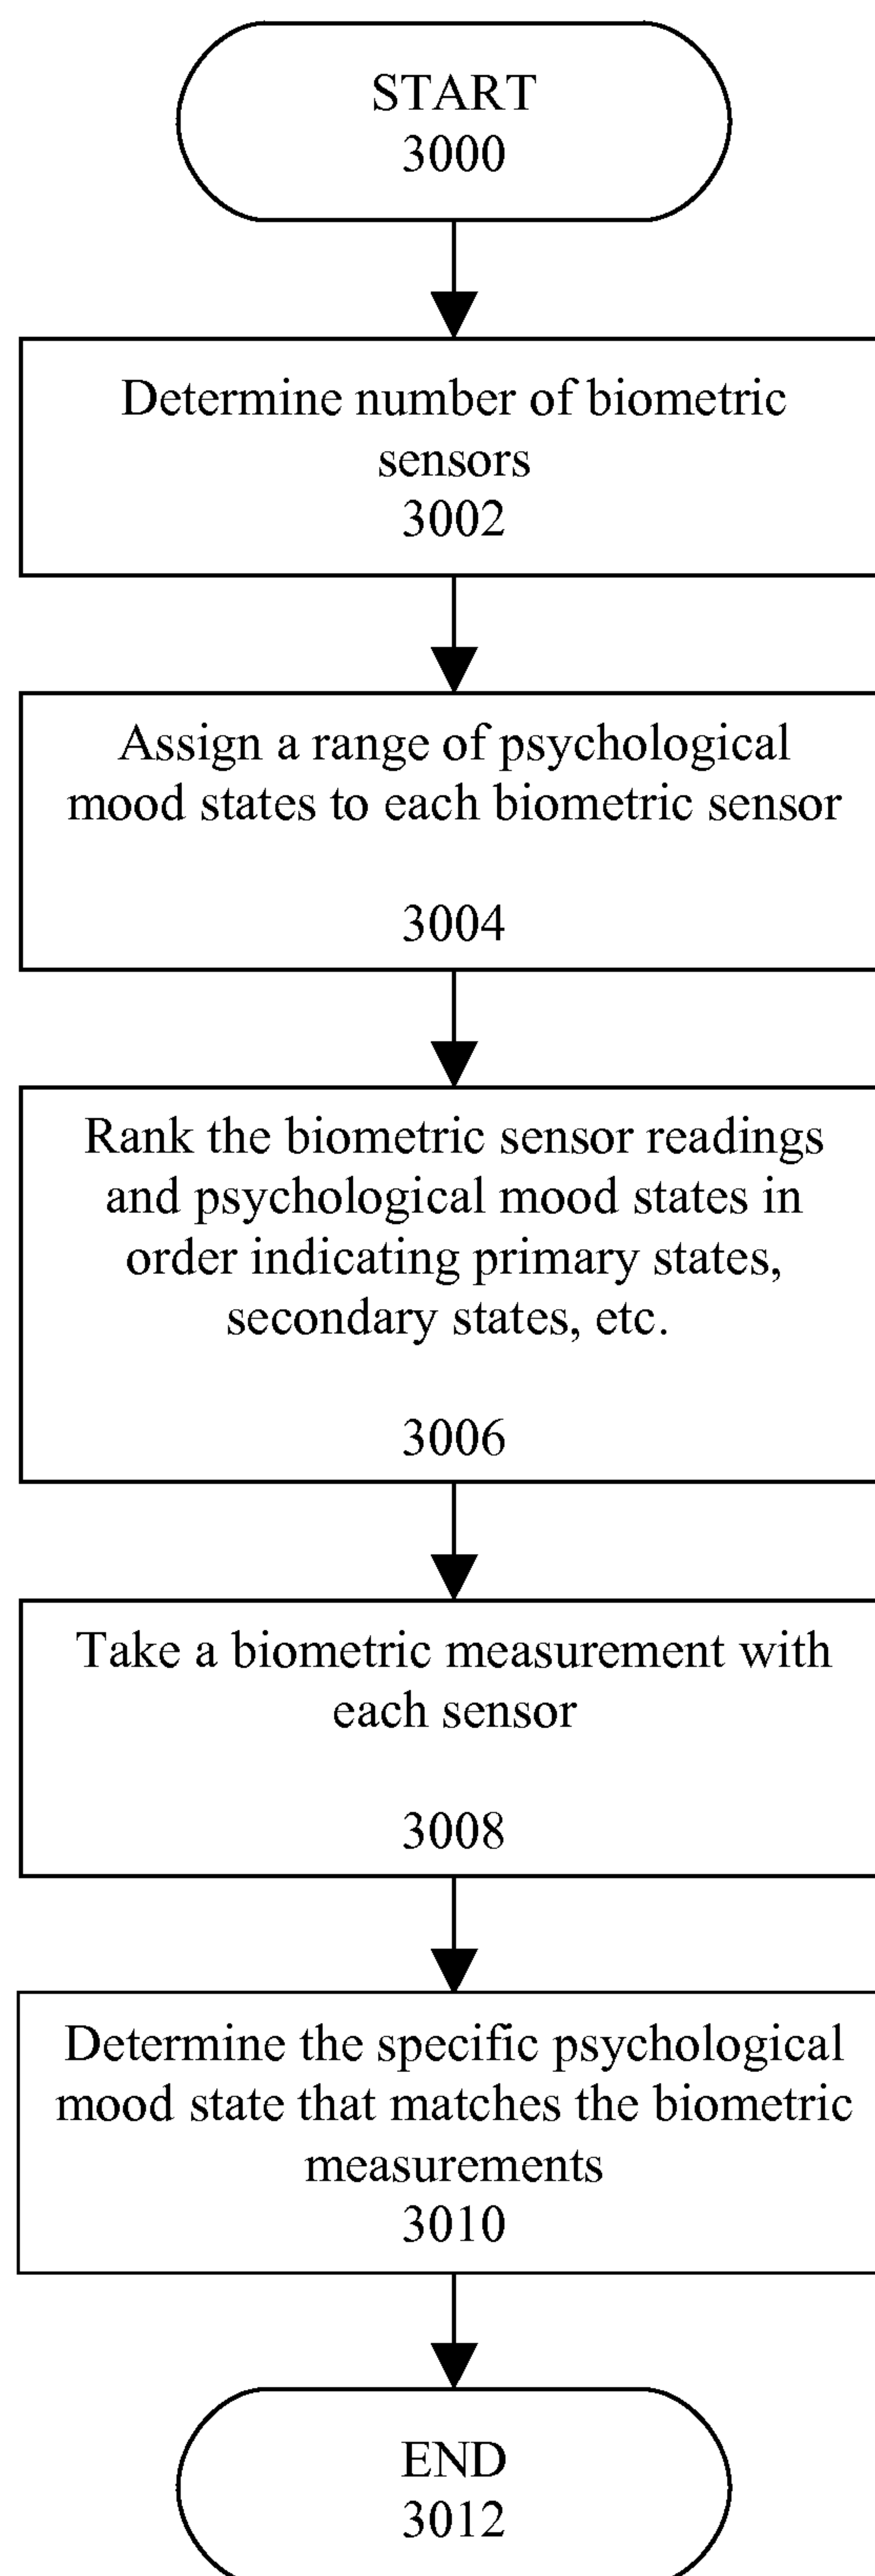 START
3000
Determine number of biometric
sensors
3002
Assign a range of psychological
mood states to each biometric sensor
3004
Rank the biometric sensor readings
and psychological mood states in
order indicating primary states,
secondary states, etc.
3006
Take a biometric measurement with
each sensor
3008
Determine the specific psychological
mood state that matches the biometric
measurements
3010
END
3012